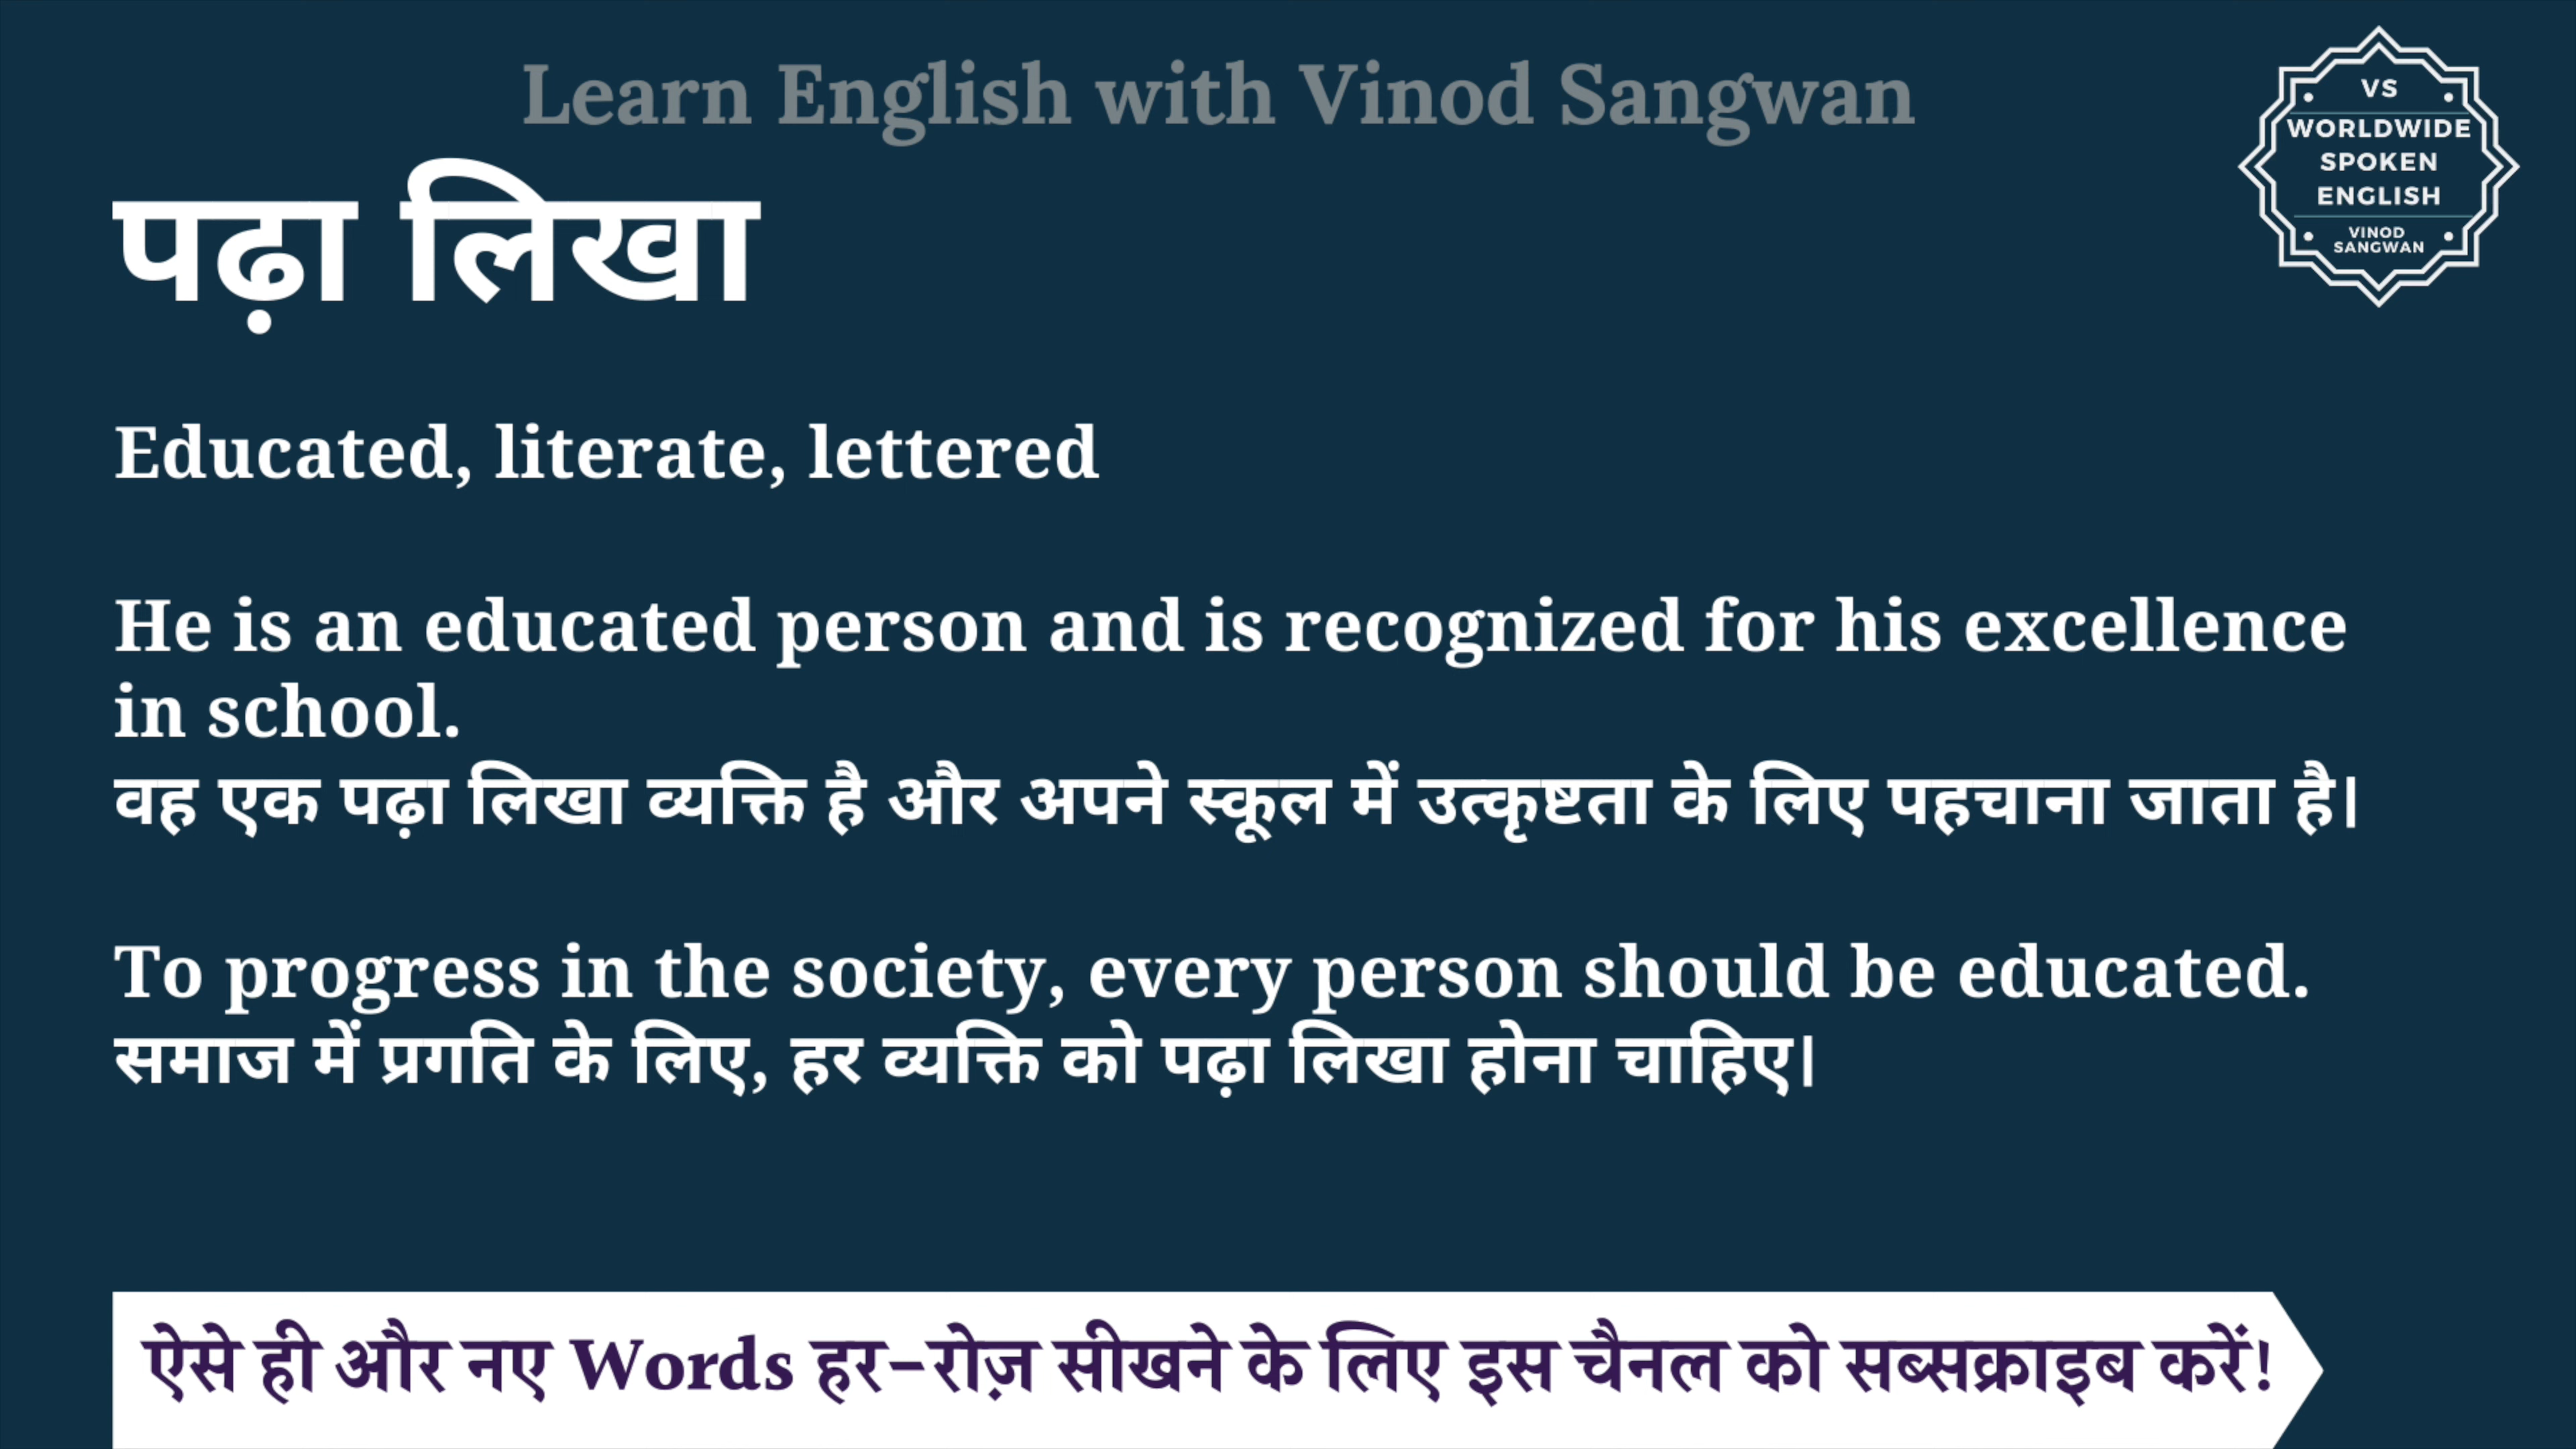 Learn English with Vinod Sangwan
VS
WORLDWIDE
SPOKEN
ENGLISH
VINOD
SANGWAN
पढ़ा लिखा
Educated, literate, lettered
He is an educated person and is recognized for his excellence
in school.
वह एक पढ़ा लिखा व्यक्ति है और अपने स्कूल में उत्कृष्टता के लिए पहचाना जाता है।
To progress in the society, every person should be educated.
समाज में प्रगति के लिए, हर व्यक्ति को पढ़ा लिखा होना चाहिए।
ऐसे ही और नए Words हर-रोज़ सीखने के लिए इस चैनल को सब्सक्राइब करें!